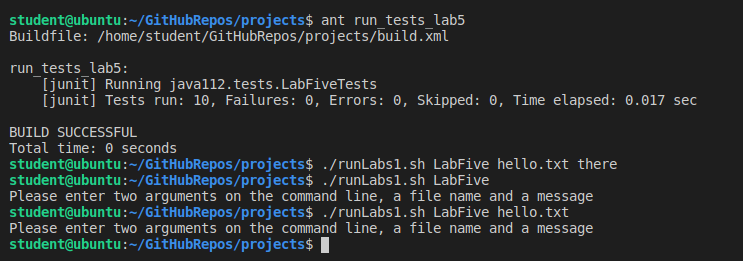 student@ubuntu:~/GitHubRepos/projects$ ant run_tests_lab5
Buildfile: /home/student/GitHubRepos/projects/build.xml

run_tests_lab5:
    [junit] Running java112.tests.LabFiveTests
    [junit] Tests run: 10, Failures: 0, Errors: 0, Skipped: 0, Time elapsed: 0.017 sec

BUILD SUCCESSFUL
Total time: 0 seconds
student@ubuntu:~/GitHubRepos/projects$ ./runLabs1.sh LabFive hello.txt there
student@ubuntu:~/GitHubRepos/projects$ ./runLabs1.sh LabFive
Please enter two arguments on the command line, a file name and a message
student@ubuntu:~/GitHubRepos/projects$ ./runLabs1.sh LabFive hello.txt
Please enter two arguments on the command line, a file name and a message
student@ubuntu:~/GitHubRepos/projects$